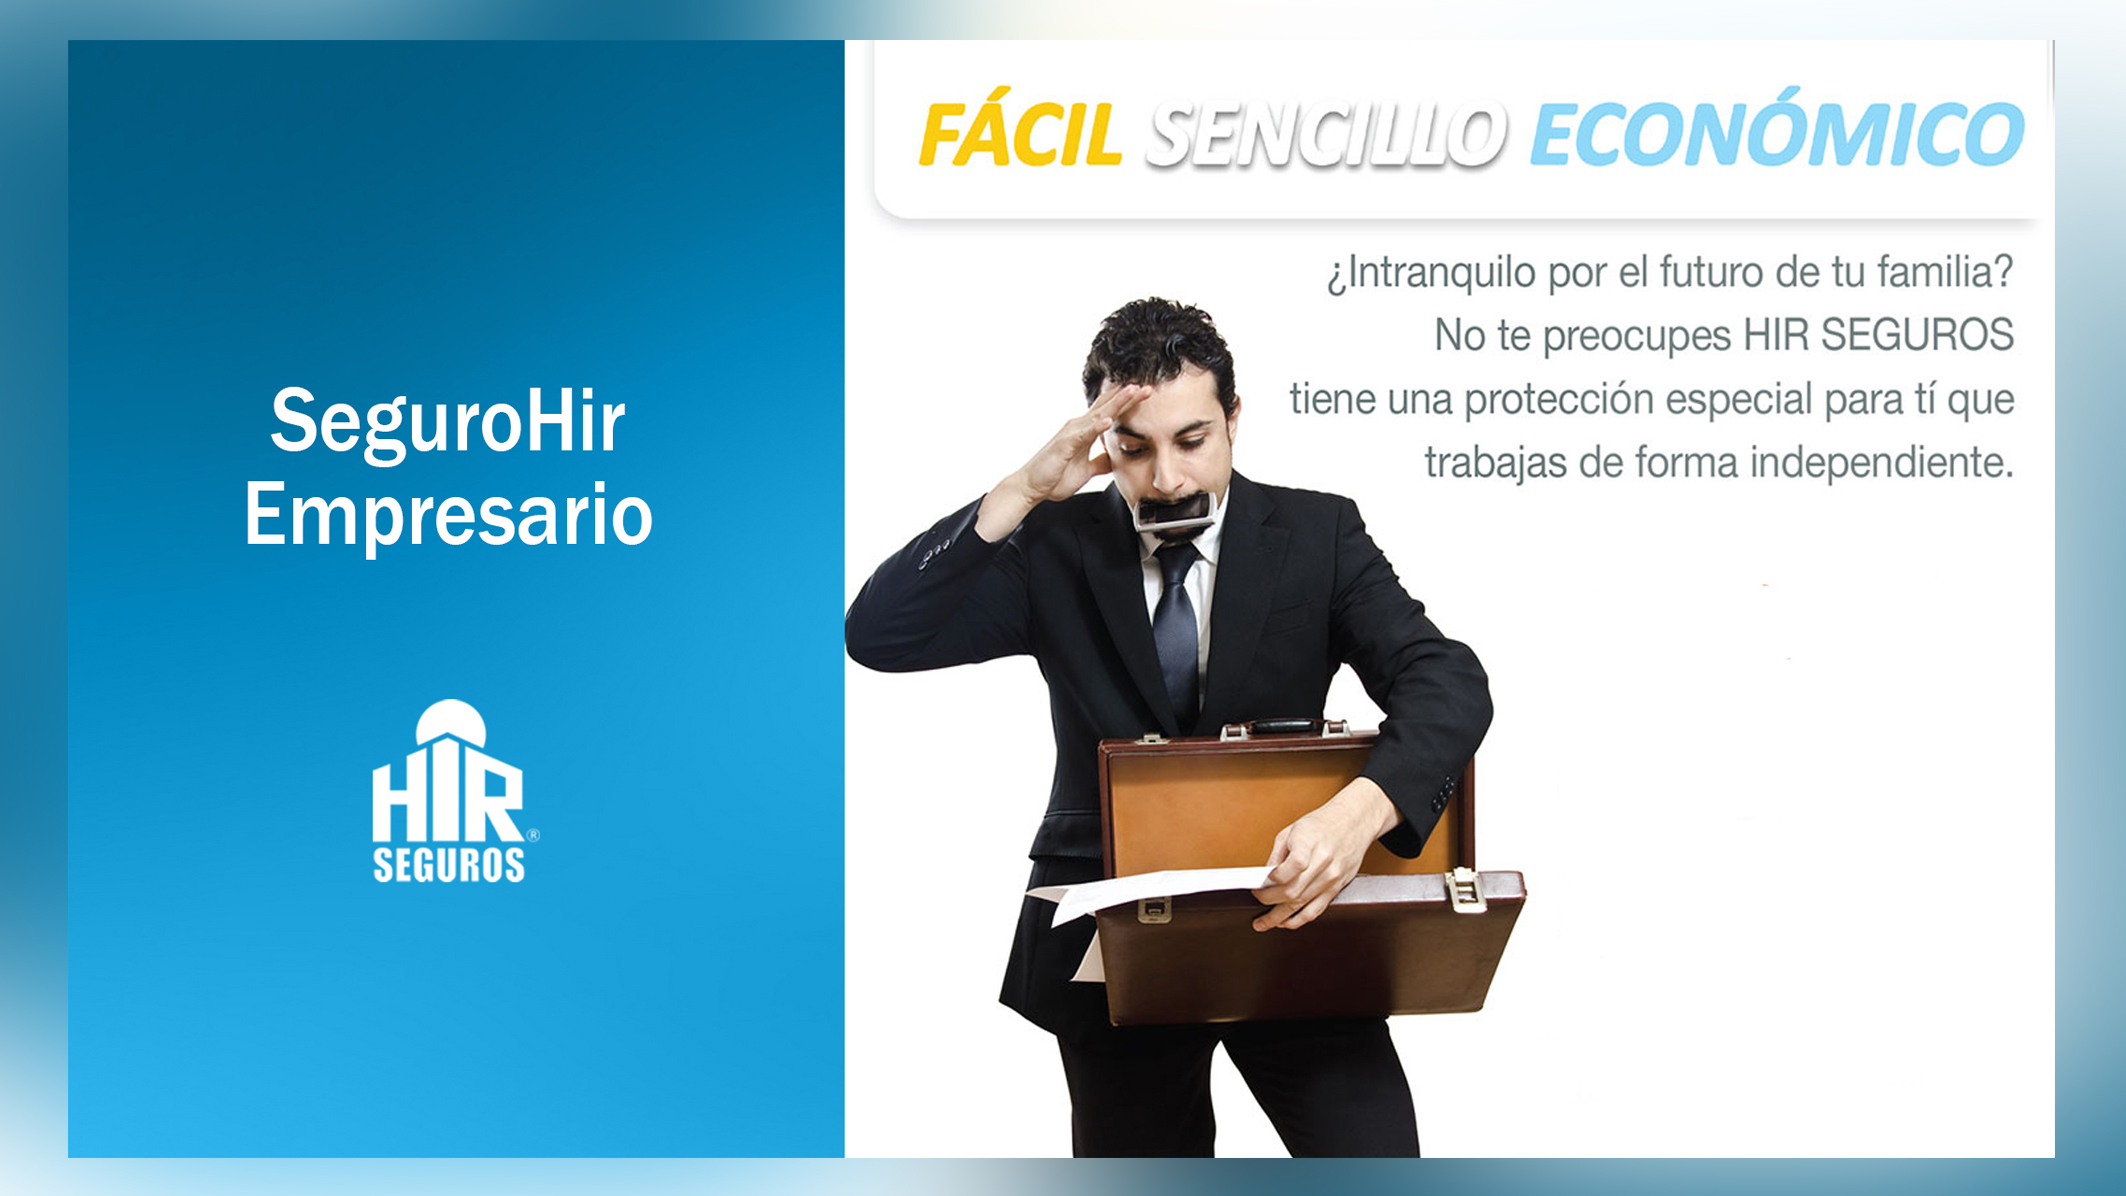 SeguroHir
Empresario
HIR®
SEGUROS
FÁCIL SENCILLO ECONÓMICO
¿Intranquilo por el futuro de tu familia?
No te preocupes HIR SEGUROS
tiene una protección especial para tí que
trabajas de forma independiente.